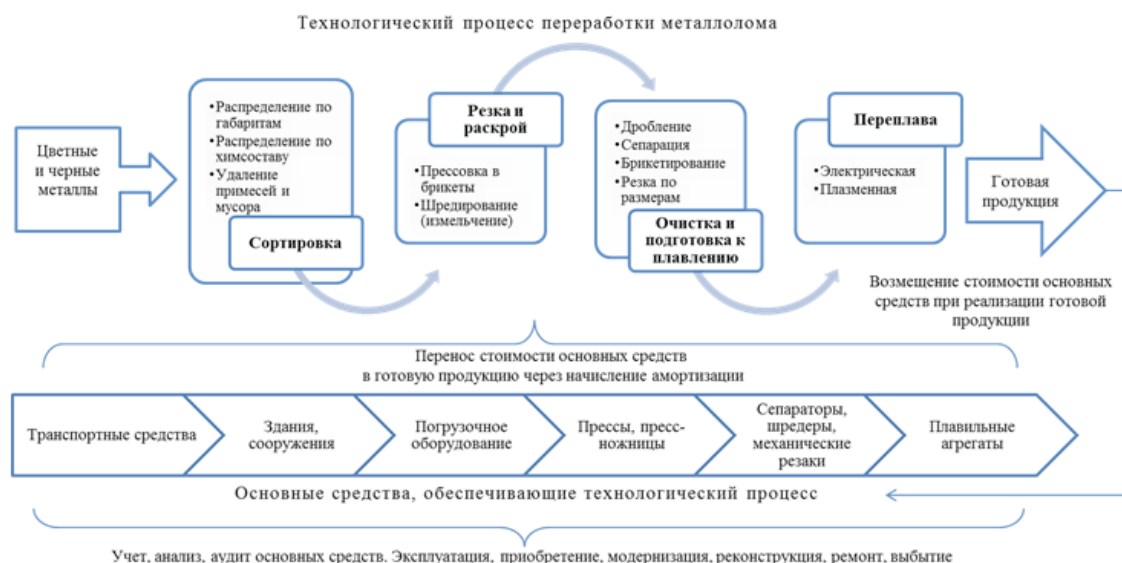 Технологический процесс переработки металлолома
Цветные
и черные
металлы
•Распределение по
габаритам
•Распределение по
химсоставу
•Удаление
примесей и
мусора
Сортировка
Резка и
раскрой
•Прессовка в
брикеты
•Шредирование
(измельчение)
•Дробление
•Сепарация
•Брикетирование
•Резка по
размерам
Очистка и
подготовка к
плавлению
Переплава
•Электрическая
•Плазменная
Готовая
продукция
Возмещение стоимости основных
средств при реализации готовой
продукции
Перенос стоимости основных средств
в готовую продукцию через начисление амортизации
Транспортные средства
Здания,
сооружения
Погрузочное
оборудование
Прессы, пресс-
ножницы
Сепараторы,
шредеры,
механические
резаки
Плавильные
агрегаты
Основные средства, обеспечивающие технологический процесс
Учет, анализ, аудит основных средств. Эксплуатация, приобретение, модернизация, реконструкция, ремонт, выбытие